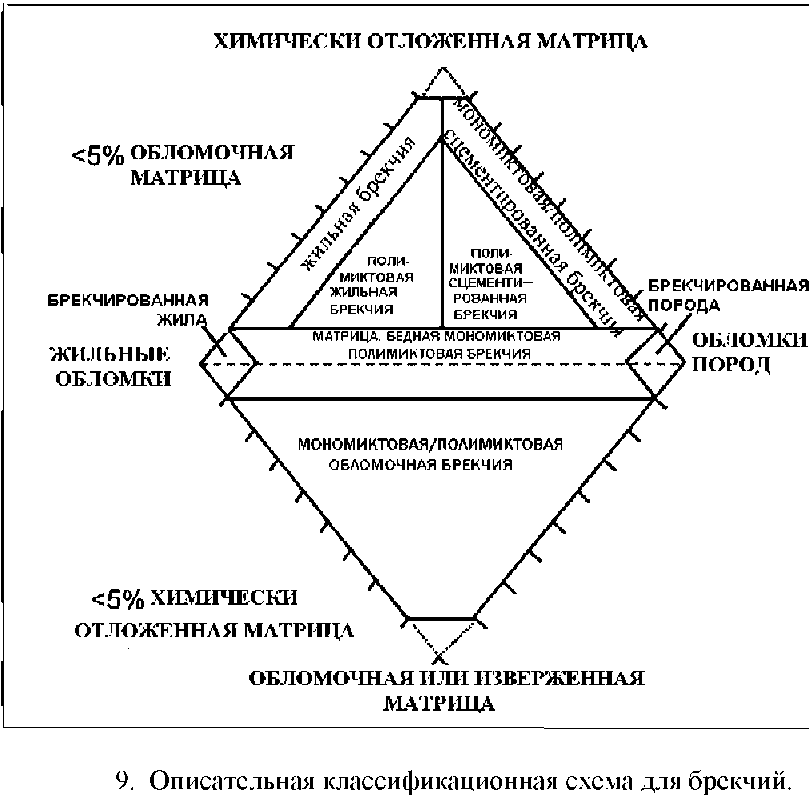 ХИМИЧЕСКИ ОТЛОЖЕННАЯ МАТРИЦА
<5% ОБЛОМОЧНАЯ
МАТРИЦА
жильная брекчия
мономиктовая/полимиктовая
сцементированная брекчия
ПОЛИ-
МИКТОВАЯ
ЖИЛЬНАЯ
БРЕКЧИЯ
ПОЛИ-
МИКТОВАЯ
СЦЕМЕНТИ-
РОВАННАЯ
БРЕКЧИЯ
БРЕКЧИРОВАННАЯ
ЖИЛА
БРЕКЧИРОВАННАЯ
ПОРОДА
ЖИЛЬНЫЕ
ОБЛОМКИ
МАТРИЦА, БЕДНАЯ МОНОМИКТОВАЯ
ПОЛИМИКТОВАЯ БРЕКЧИЯ
ОБЛОМКИ
ПОРОД
МОНОМИКТОВАЯ/ПОЛИМИКТОВАЯ
ОБЛОМОЧНАЯ БРЕКЧИЯ
<5% ХИМИЧЕСКИ
ОТЛОЖЕННАЯ МАТРИЦА
ОБЛОМОЧНАЯ ИЛИ ИЗВЕРЖЕННАЯ
МАТРИЦА
9. Описательная классификационная схема для брекчий.